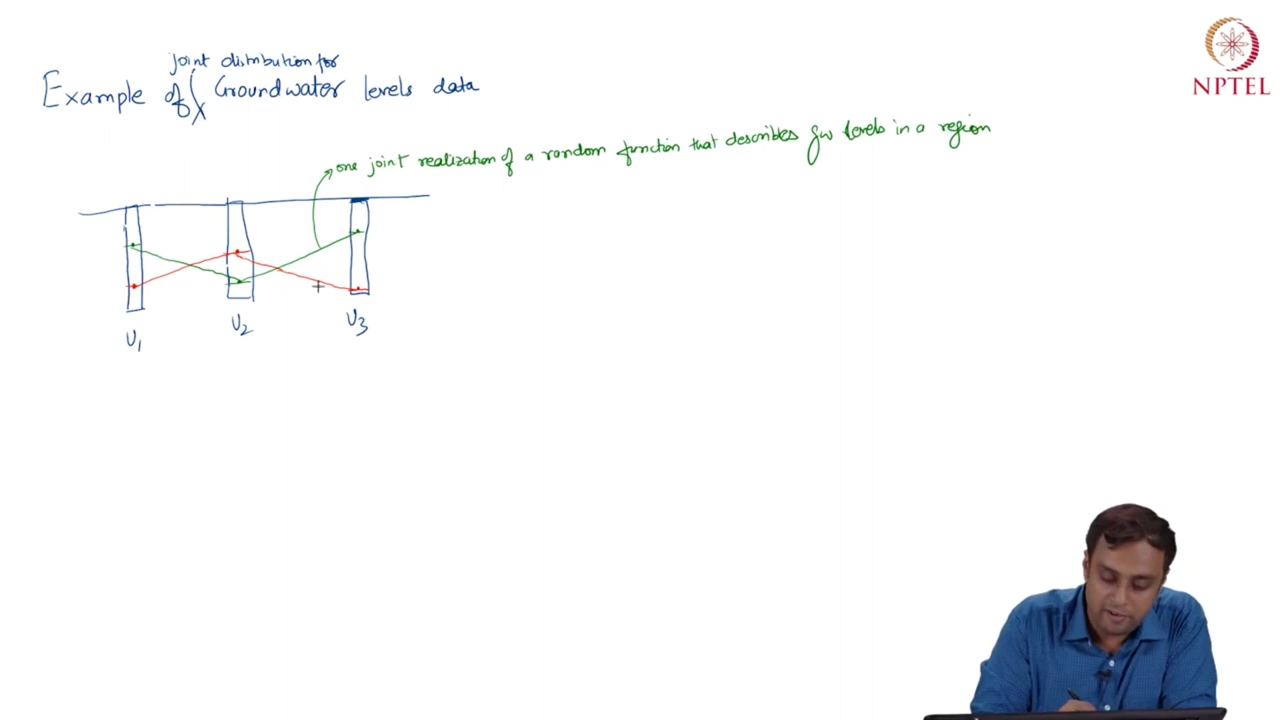 joint distribution for
Example of Groundwater levels data
NPTEL
one joint realization of a random function that describes gw levels in a region
U1
U2
U3